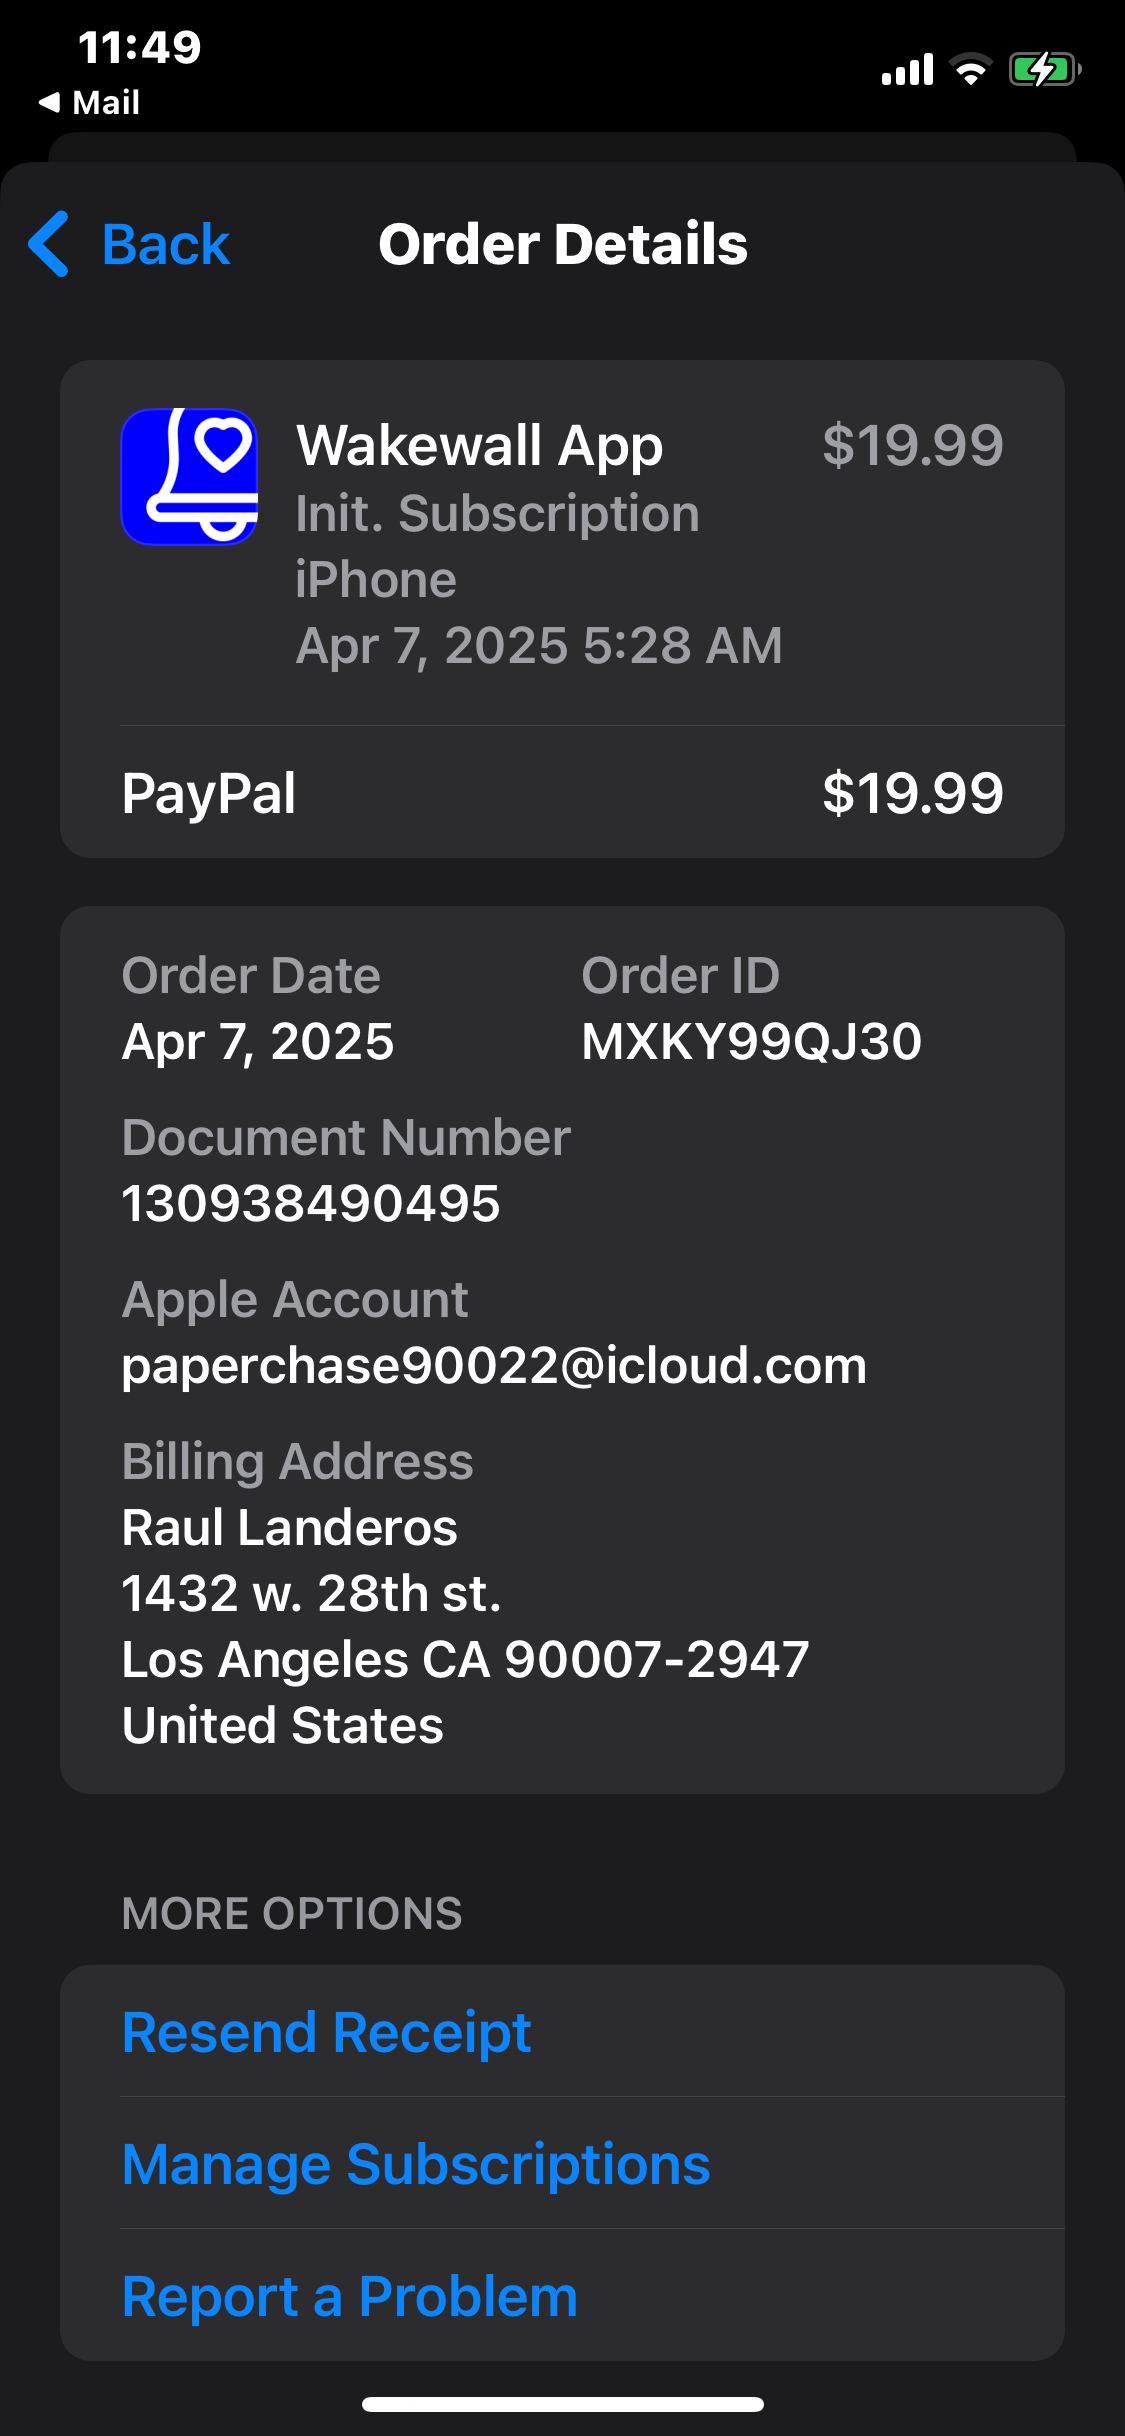 11:49
◀ Mail
Back
Order Details
Wakewall App $19.99
Init. Subscription
iPhone
Apr 7, 2025 5:28 AM
PayPal $19.99
Order Date Order ID
Apr 7, 2025 MXKY99QJ30
Document Number
130938490495
Apple Account
paperchase90022@icloud.com
Billing Address
Raul Landeros
1432 w. 28th st.
Los Angeles CA 90007-2947
United States
MORE OPTIONS
Resend Receipt
Manage Subscriptions
Report a Problem